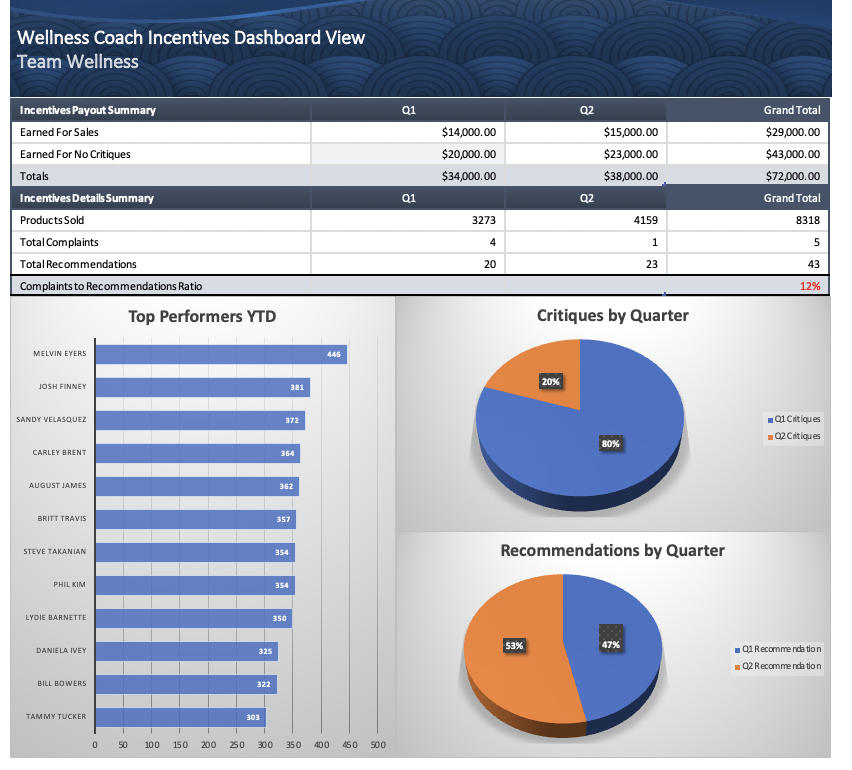 Wellness Coach Incentives Dashboard View
Team Wellness
Incentives Payout Summary Q1 Q2 Grand Total
Earned For Sales $14,000.00 $15,000.00 $29,000.00
Earned For No Critiques $20,000.00 $23,000.00 $43,000.00
Totals $34,000.00 $38,000.00 $72,000.00
Incentives Details Summary Q1 Q2 Grand Total
Products Sold 3273 4159 8318
Total Complaints 4 1 5
Total Recommendations 20 23 43
Complaints to Recommendations Ratio 12%
Top Performers YTD
MELVIN EYERS 446
JOSH FINNEY 381
SANDY VELASQUEZ 372
CARLEY BRENT 364
AUGUST JAMES 362
BRITT TRAVIS 357
STEVE TAKANIAN 354
PHIL KIM 354
LYDIE BARNETTE 350
DANIELA IVEY 325
BILL BOWERS 322
TAMMY TUCKER 303
0 50 100 150 200 250 300 350 400 450 500
Critiques by Quarter
20%
80%
Q1 Critiques
Q2 Critiques
Recommendations by Quarter
53% 47%
Q1 Recommendation
Q2 Recommendation